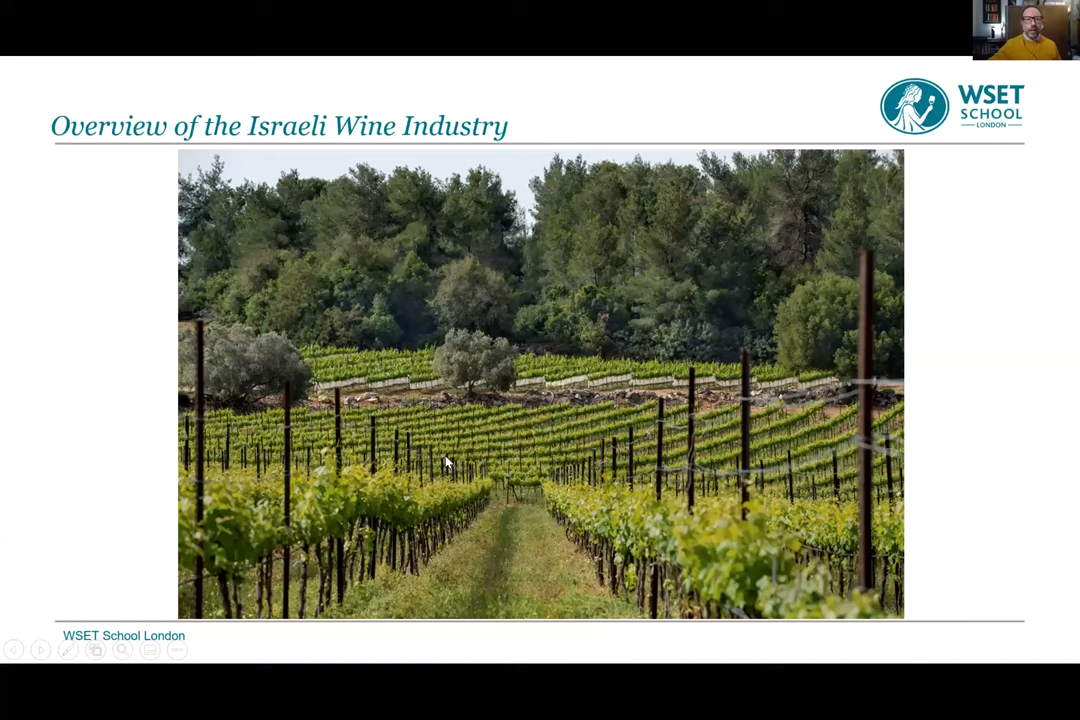 Overview of the Israeli Wine Industry
WSET
SCHOOL
LONDON
WSET School London